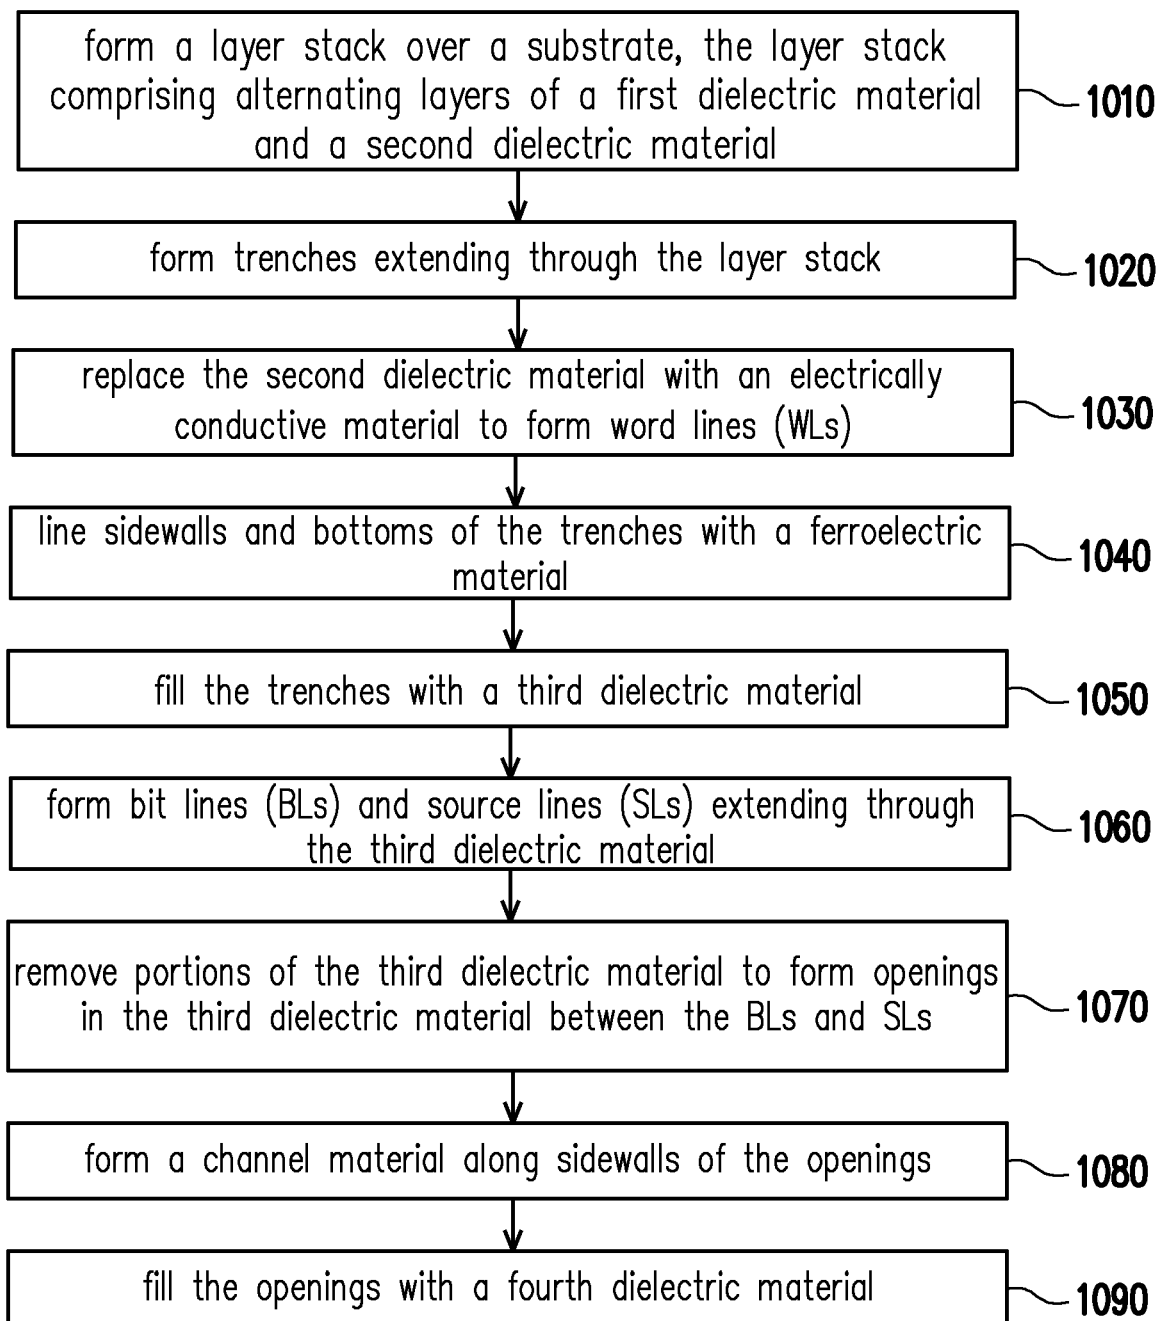 form a layer stack over a substrate, the layer stack
comprising alternating layers of a first dielectric material
and a second dielectric material
1010
form trenches extending through the layer stack
1020
replace the second dielectric material with an electrically
conductive material to form word lines (WLs)
1030
line sidewalls and bottoms of the trenches with a ferroelectric
material
1040
fill the trenches with a third dielectric material
1050
form bit lines (BLs) and source lines (SLs) extending through
the third dielectric material
1060
remove portions of the third dielectric material to form openings
in the third dielectric material between the BLs and SLs
1070
form a channel material along sidewalls of the openings
1080
fill the openings with a fourth dielectric material
1090